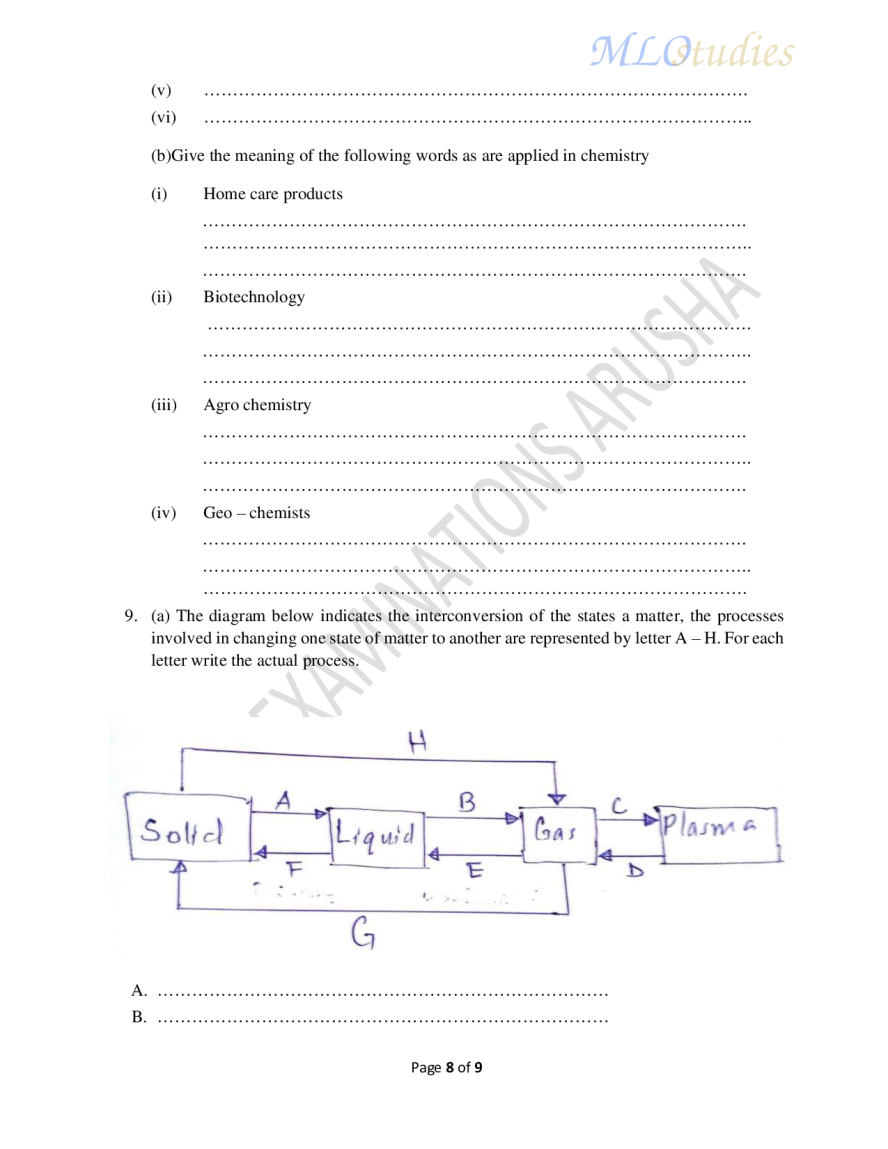 MLOstudies
(v) ……………………………………………………………………………………
(vi) ……………………………………………………………………………………..
(b)Give the meaning of the following words as are applied in chemistry
(i) Home care products
……………………………………………………………………………………
……………………………………………………………………………………..
……………………………………………………………………………………
(ii) Biotechnology
……………………………………………………………………………………
……………………………………………………………………………………..
……………………………………………………………………………………
(iii) Agro chemistry
……………………………………………………………………………………
……………………………………………………………………………………..
……………………………………………………………………………………
(iv) Geo – chemists
……………………………………………………………………………………
……………………………………………………………………………………..
……………………………………………………………………………………
EXAMINATIONS ARUSHA
9. (a) The diagram below indicates the interconversion of the states a matter, the processes
involved in changing one state of matter to another are represented by letter A – H. For each
letter write the actual process.
H
A B C
Solid Liquid Gas Plasma
F E D
G
A. ……………………………………………………………………
B. ……………………………………………………………………
Page 8 of 9